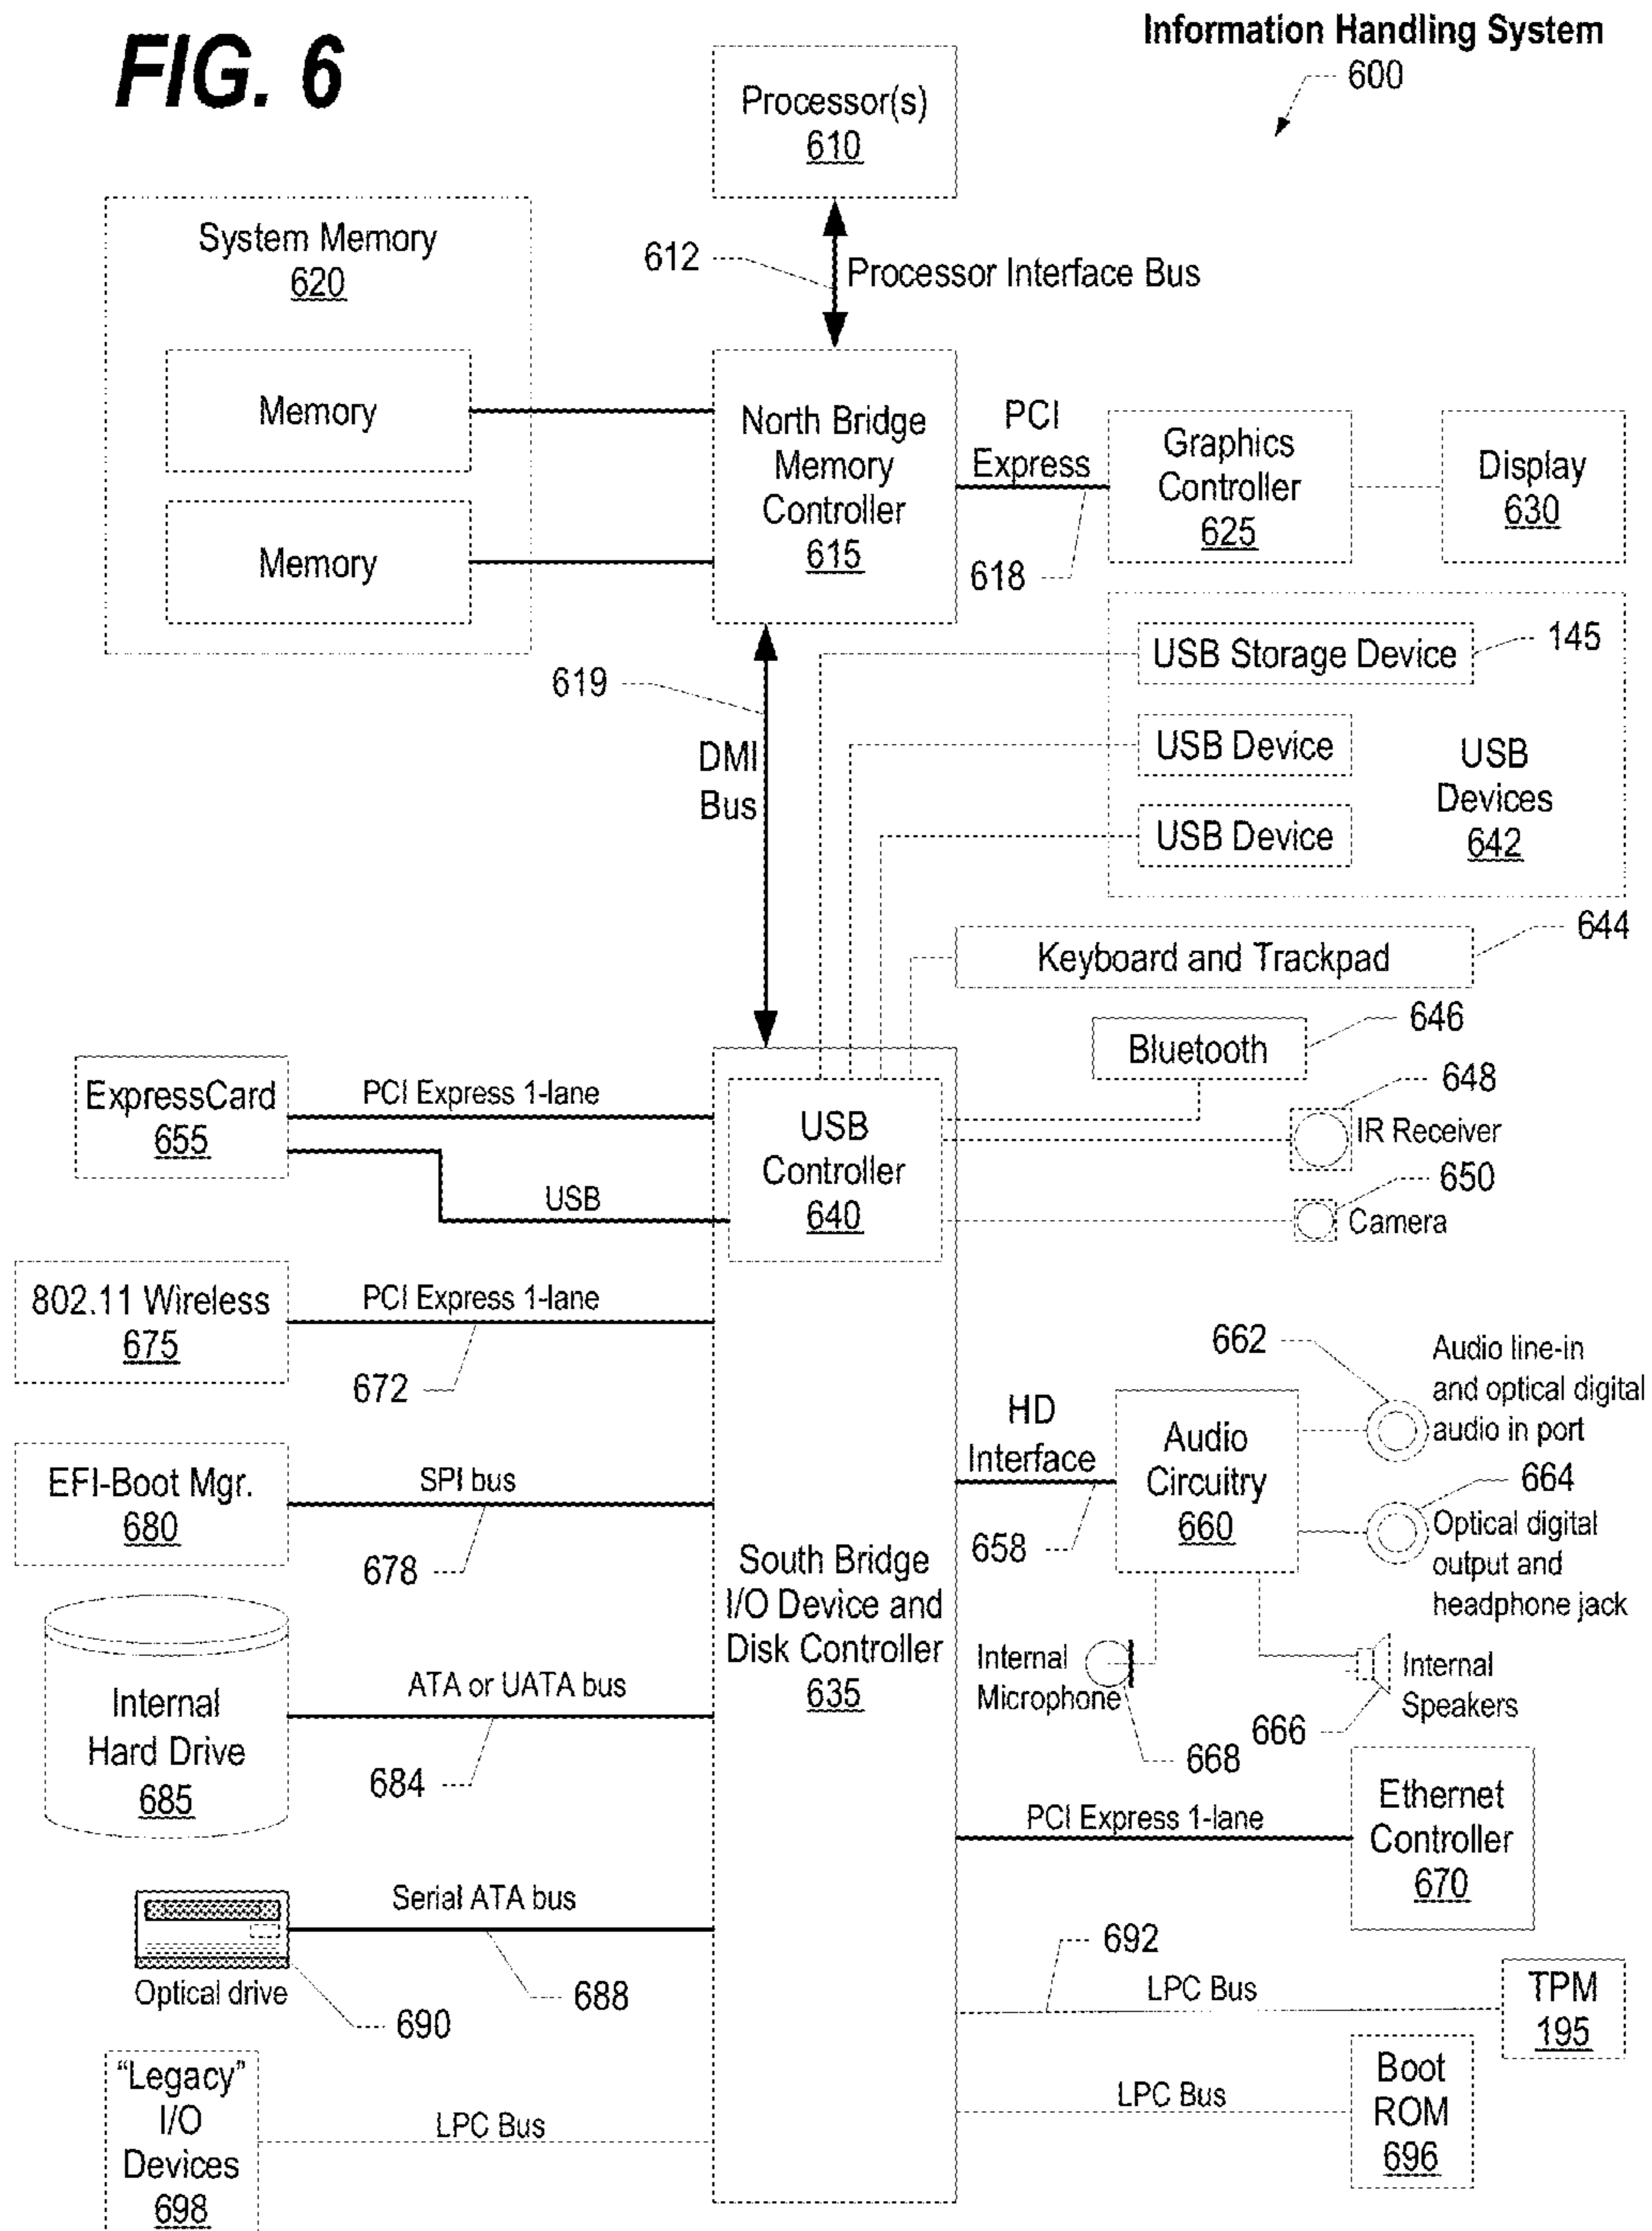 FIG. 6
Information Handling System
600
Processor(s)
610
612
Processor Interface Bus
System Memory
620
Memory
Memory
North Bridge
Memory
Controller
615
PCI
Express
618
Graphics
Controller
625
Display
630
619
DMI
Bus
USB Storage Device
145
USB Device
USB Device
USB
Devices
642
644
Keyboard and Trackpad
646
Bluetooth
648
IR Receiver
650
Camera
ExpressCard
655
PCI Express 1-lane
USB
USB
Controller
640
802.11 Wireless
675
PCI Express 1-lane
672
EFI-Boot Mgr.
680
SPI bus
678
Internal
Hard Drive
685
ATA or UATA bus
684
Serial ATA bus
688
Optical drive
690
"Legacy"
I/O
Devices
698
LPC Bus
South Bridge
I/O Device and
Disk Controller
635
HD
Interface
658
Audio
Circuitry
660
662
Audio line-in
and optical digital
audio in port
664
Optical digital
output and
headphone jack
Internal
Microphone
668
666
Internal
Speakers
PCI Express 1-lane
Ethernet
Controller
670
692
LPC Bus
TPM
195
LPC Bus
Boot
ROM
696